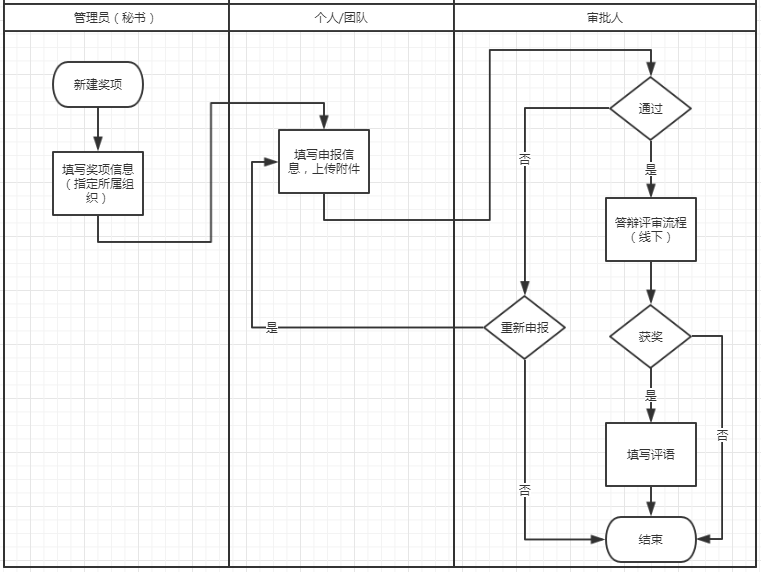 管理员（秘书）
个人/团队
审批人
新建奖项
填写奖项信息
（指定所属组
织）
填写申报信
息，上传附件
通过
否
是
答辩评审流程
（线下）
重新申报
是
获奖
是
否
填写评语
否
结束